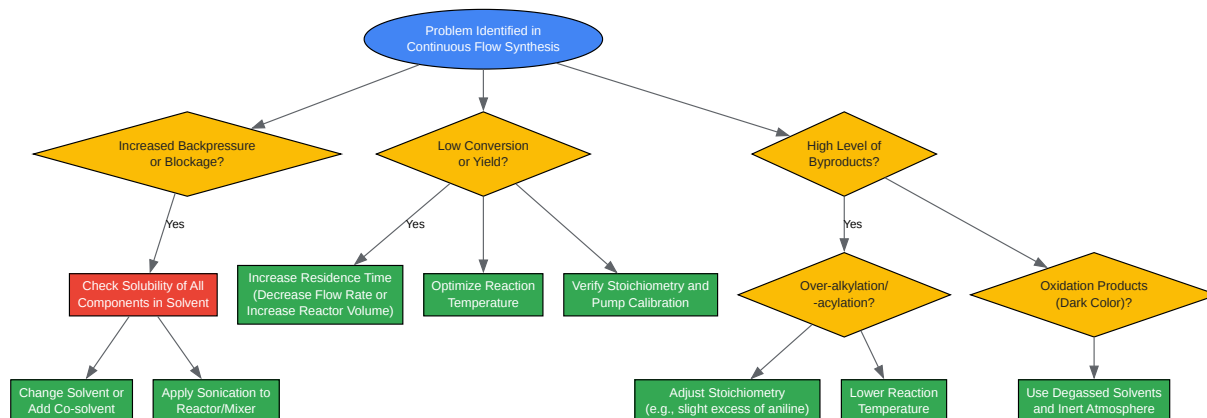 Problem Identified in
Continuous Flow Synthesis
Increased Backpressure
or Blockage?
Low Conversion
or Yield?
High Level of
Byproducts?
Yes
Yes
Yes
Check Solubility of All
Components in Solvent
Increase Residence Time
(Decrease Flow Rate or
Increase Reactor Volume)
Optimize Reaction
Temperature
Verify Stoichiometry and
Pump Calibration
Over-alkylation/
-acylation?
Oxidation Products
(Dark Color)?
Change Solvent or
Add Co-solvent
Apply Sonication to
Reactor/Mixer
Adjust Stoichiometry
(e.g., slight excess of aniline)
Lower Reaction
Temperature
Use Degassed Solvents
and Inert Atmosphere